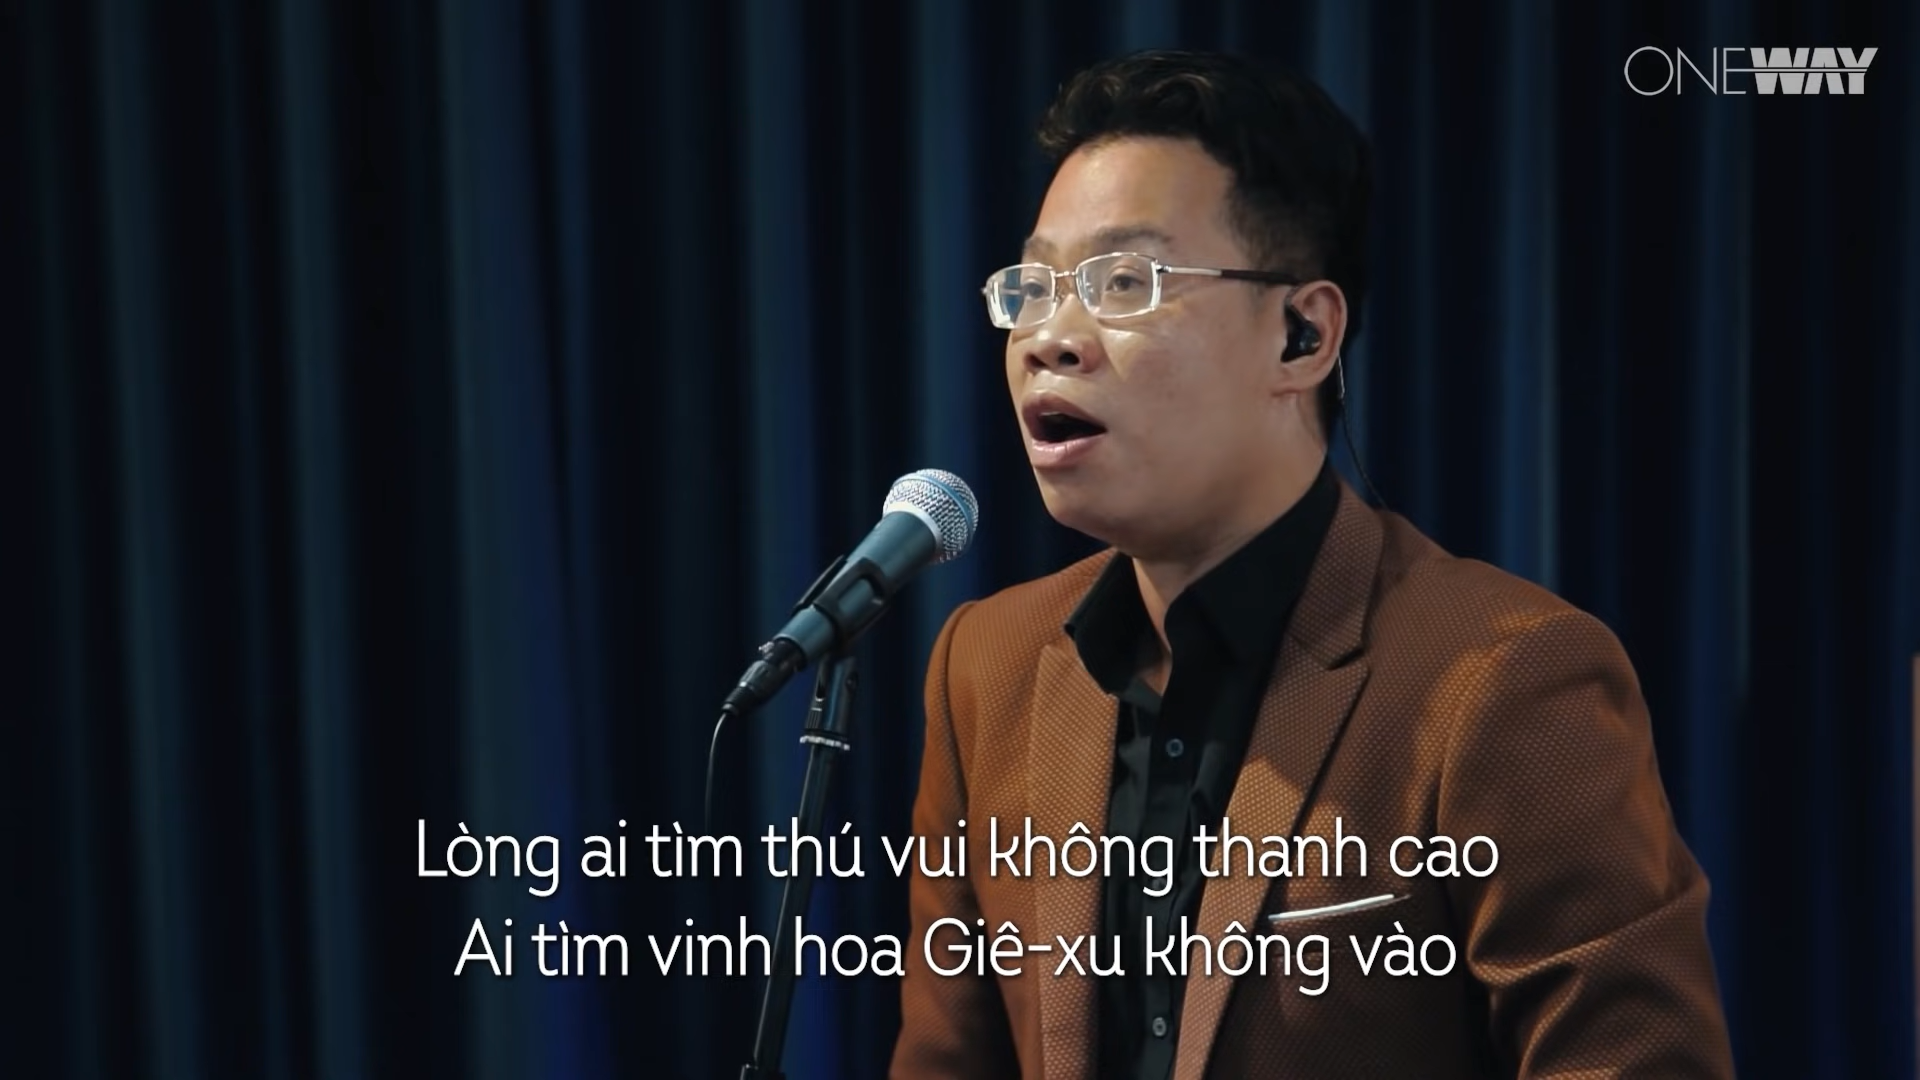 ONEWAY
Lòng ai tìm thú vui không thanh cao
Ai tìm vinh hoa Giê-xu không vào